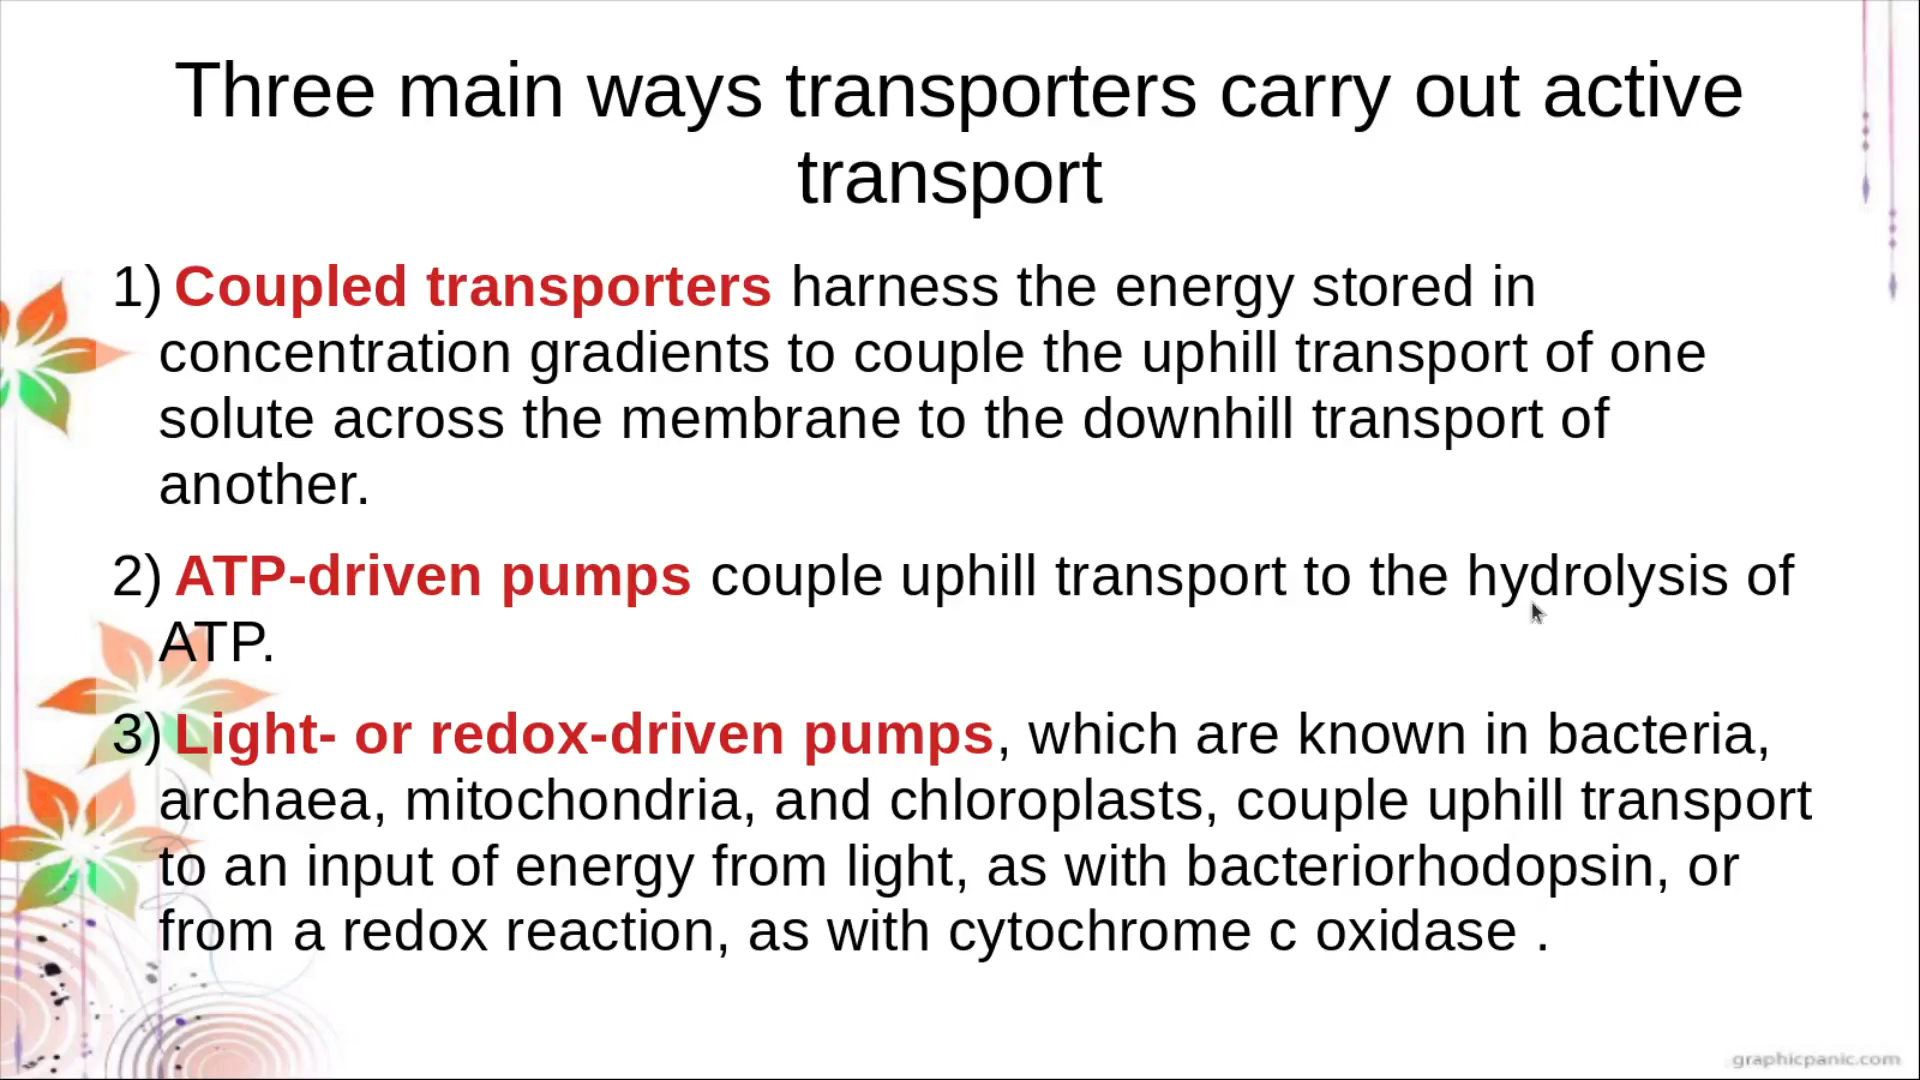 Three main ways transporters carry out active
transport
1) Coupled transporters harness the energy stored in
concentration gradients to couple the uphill transport of one
solute across the membrane to the downhill transport of
another.
2) ATP-driven pumps couple uphill transport to the hydrolysis of
ATP.
3) Light- or redox-driven pumps, which are known in bacteria,
archaea, mitochondria, and chloroplasts, couple uphill transport
to an input of energy from light, as with bacteriorhodopsin, or
from a redox reaction, as with cytochrome c oxidase .
graphicpanic.com